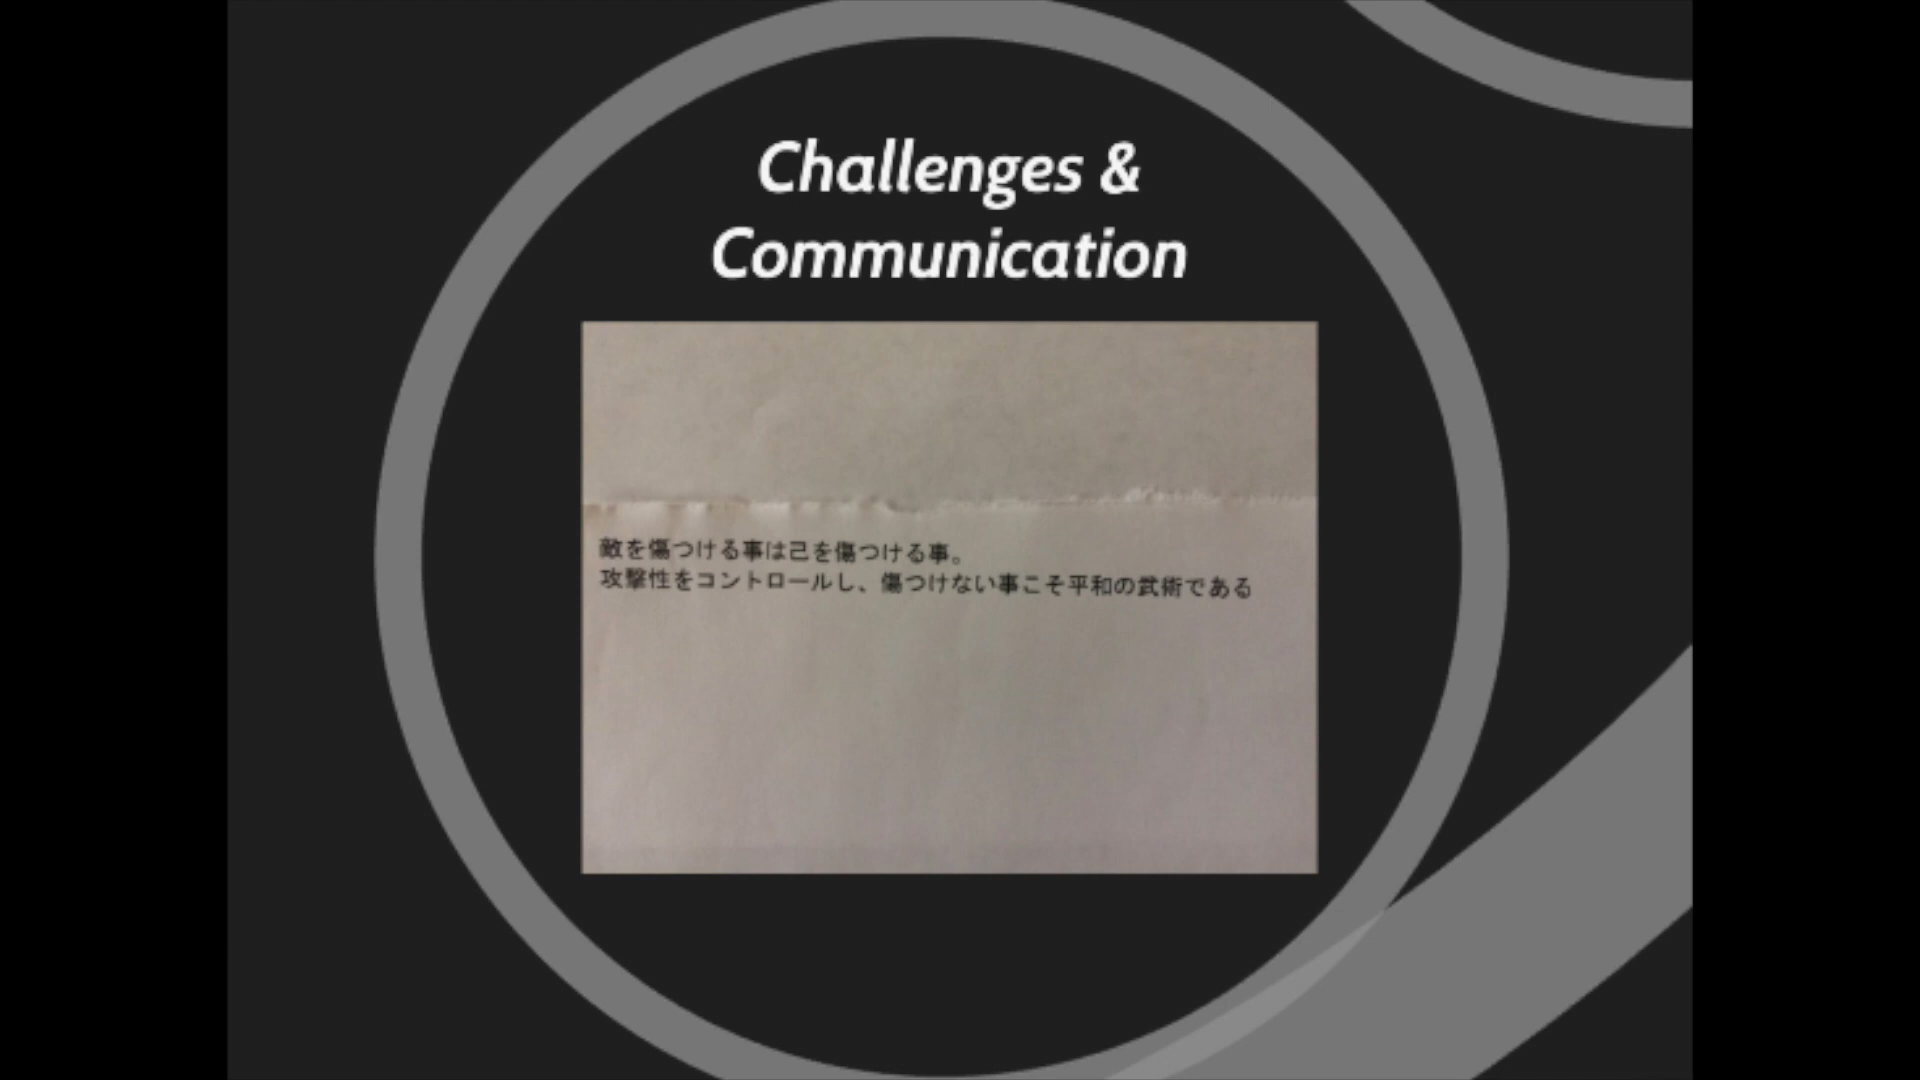 Challenges &
Communication
敵を傷つける事は己を傷つける事。
攻撃性をコントロールし、傷つけない事こそ平和の武術である